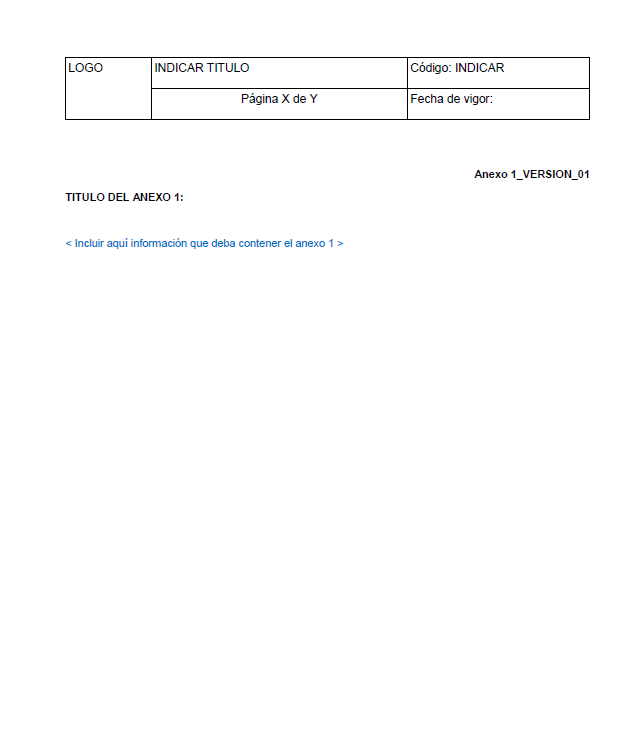 LOGO
INDICAR TITULO
Código: INDICAR
Página X de Y
Fecha de vigor:
Anexo 1_VERSION_01
TITULO DEL ANEXO 1:
< Incluir aquí información que deba contener el anexo 1 >